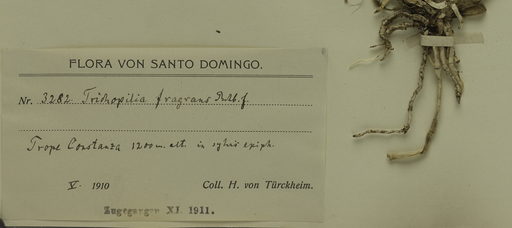 FLORA VON SANTO DOMINGO.
Nr. 3282 Trichopilia fragrans Rchb. f.
Prope Constanza 1200 m. alt. in sylvis epiph.
V. 1910 Coll. H. von Türckheim.
Zugegangen XI. 1911.